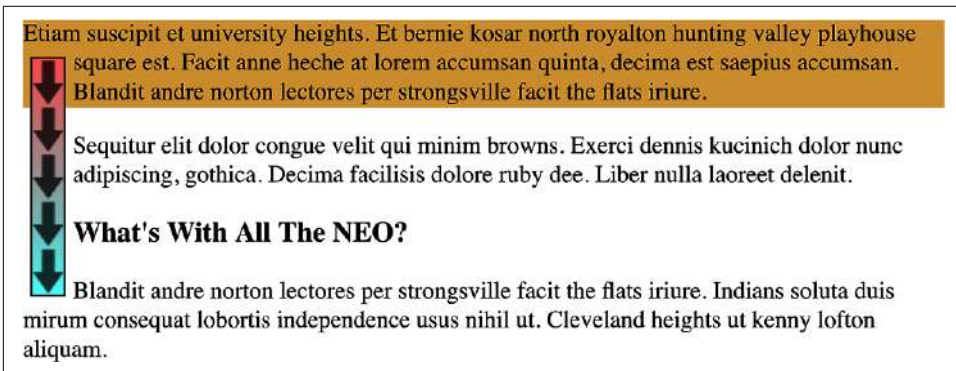 Etiam suscipit et university heights. Et bernie kosar north royalton hunting valley playhouse
square est. Facit anne heche at lorem accumsan quinta, decima est saepius accumsan.
Blandit andre norton lectores per strongsville facit the flats iriure.
Sequitur elit dolor congue velit qui minim browns. Exerci dennis kucinich dolor nunc
adipiscing, gothica. Decima facilisis dolore ruby dee. Liber nulla laoreet delenit.
What's With All The NEO?
Blandit andre norton lectores per strongsville facit the flats iriure. Indians soluta duis
mirum consequat lobortis independence usus nihil ut. Cleveland heights ut kenny lofton
aliquam.